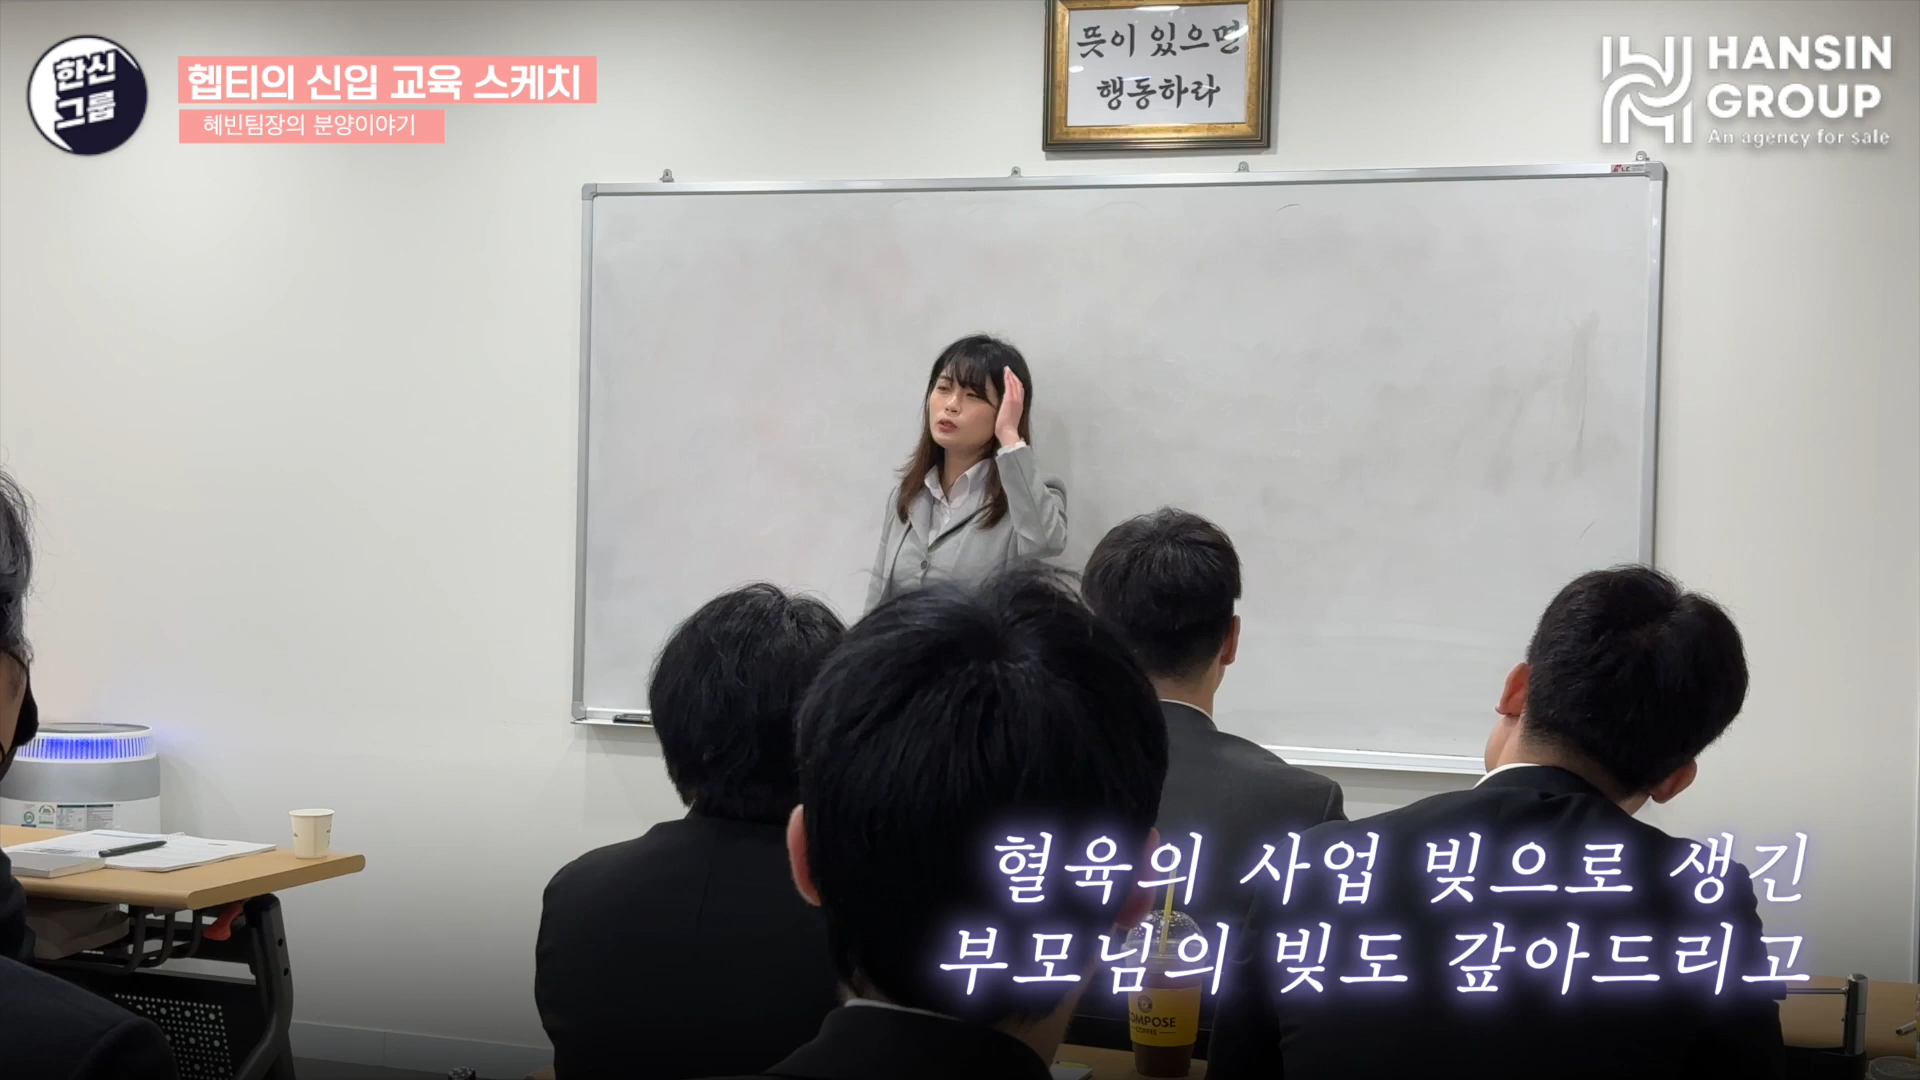 뜻이 있으면
행동하라
한신
그룹
헵티의 신입 교육 스케치
혜빈팀장의 분양이야기
HANSIN
GROUP
An agency for sale
혈육의 사업 빚으로 생긴
부모님의 빚도 갚아드리고
COMPOSE
COFFEE